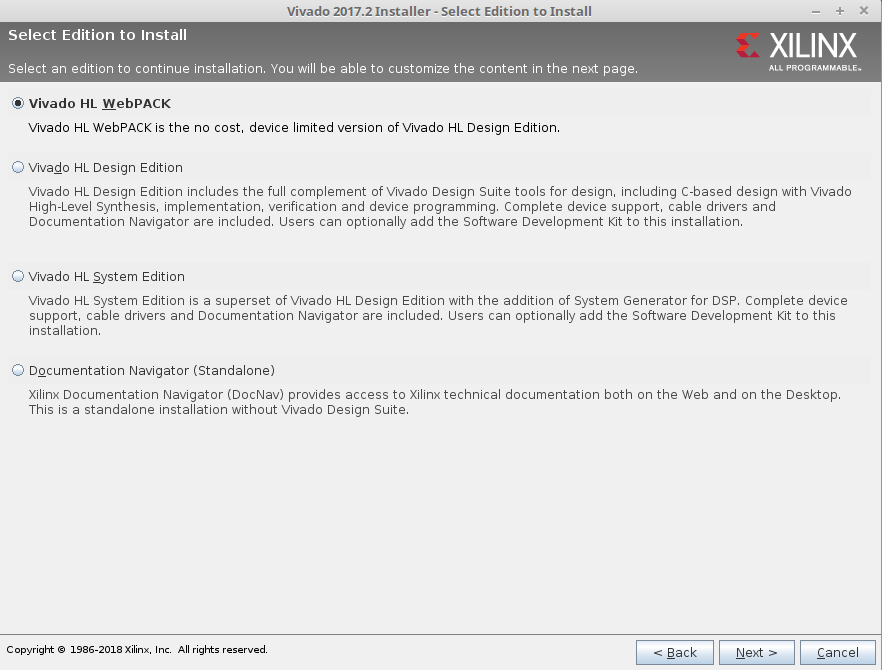 Vivado 2017.2 Installer - Select Edition to Install
Select Edition to Install
Select an edition to continue installation. You will be able to customize the content in the next page.
XILINX
ALL PROGRAMMABLE™
Vivado HL WebPACK
Vivado HL WebPACK is the no cost, device limited version of Vivado HL Design Edition.
Vivado HL Design Edition
Vivado HL Design Edition includes the full complement of Vivado Design Suite tools for design, including C-based design with Vivado
High-Level Synthesis, implementation, verification and device programming. Complete device support, cable drivers and
Documentation Navigator are included. Users can optionally add the Software Development Kit to this installation.
Vivado HL System Edition
Vivado HL System Edition is a superset of Vivado HL Design Edition with the addition of System Generator for DSP. Complete device
support, cable drivers and Documentation Navigator are included. Users can optionally add the Software Development Kit to this
installation.
Documentation Navigator (Standalone)
Xilinx Documentation Navigator (DocNav) provides access to Xilinx technical documentation both on the Web and on the Desktop.
This is a standalone installation without Vivado Design Suite.
Copyright © 1986-2018 Xilinx, Inc. All rights reserved.
< Back
Next >
Cancel